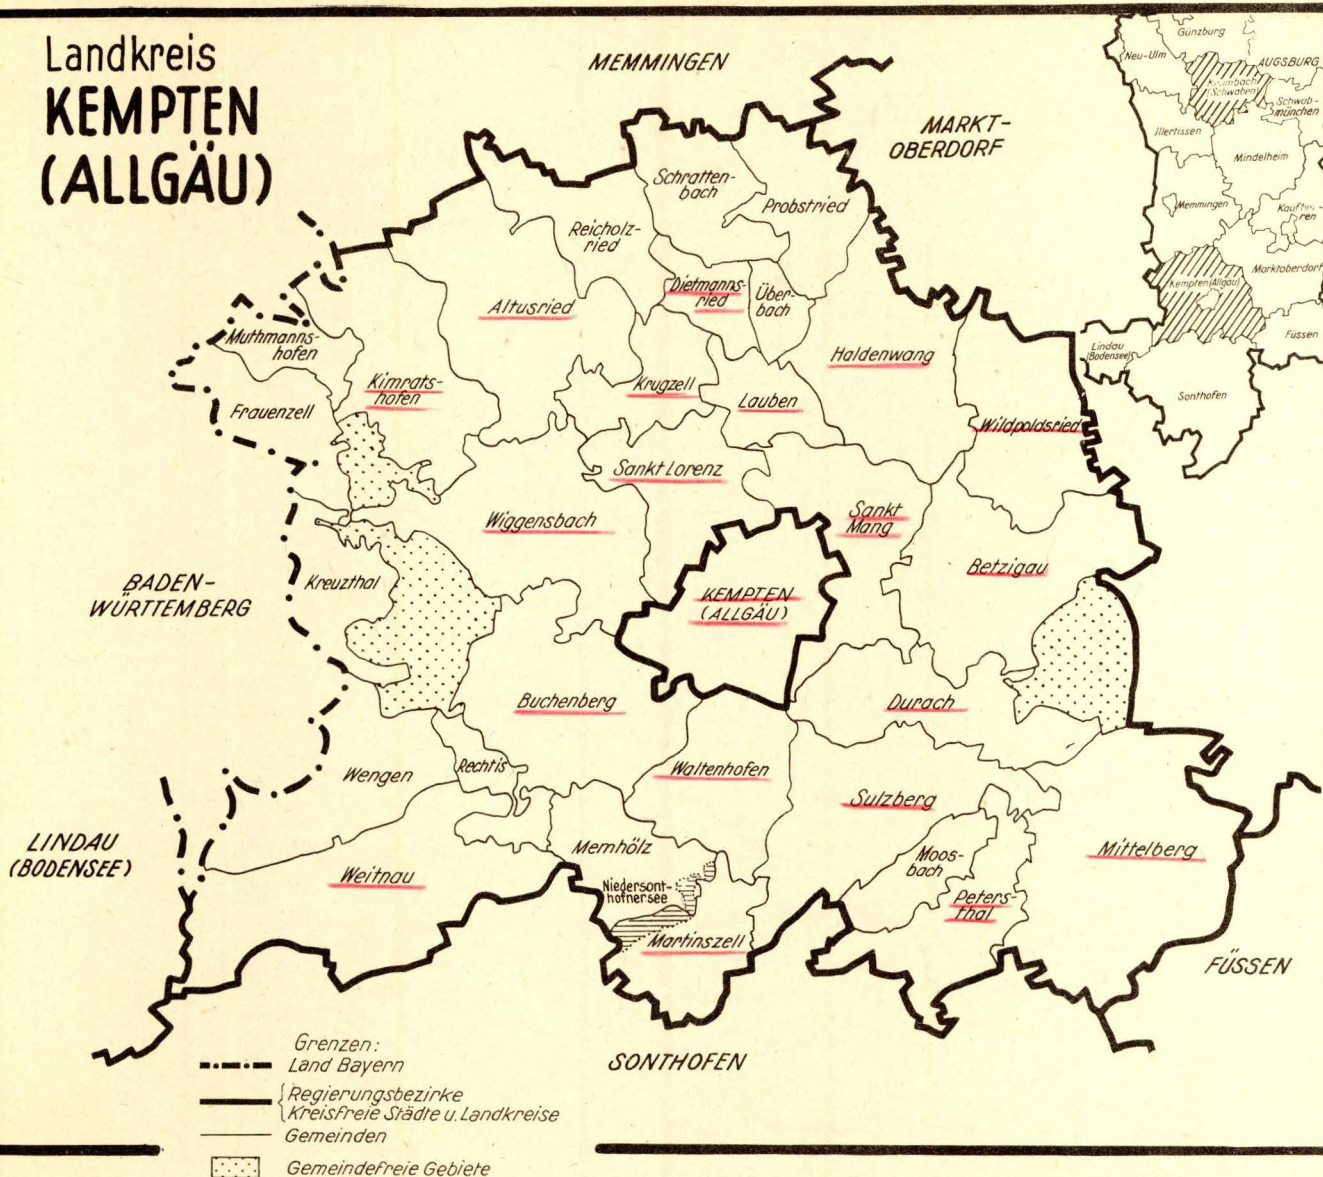 Landkreis
KEMPTEN
(ALLGÄU)
MEMMINGEN
MARKT-
OBERDORF
Günzburg
Neu-Ulm
AUGSBURG
Krumbach
(Schwaben)
Schwab-
münchen
Illertissen
Mindelheim
Memmingen
Kaufbeu-
ren
Marktoberdorf
Kempten (Allgäu)
Füssen
Lindau
(Bodensee)
Sonthofen
Schratten-
bach
Probstried
Reicholz-
ried
Dietmanns-
ried
Über-
bach
Altusried
Muthmanns-
hofen
Kimrats-
hofen
Frauenzell
Krugzell
Lauben
Haldenwang
Wildpoldsried
Sankt Lorenz
Wiggensbach
Sankt
Mang
Betzigau
BADEN-
WÜRTTEMBERG
Kreuzthal
KEMPTEN
(ALLGÄU)
Buchenberg
Durach
Wengen
Rechtis
Waltenhofen
Sulzberg
LINDAU
(BODENSEE)
Weitnau
Memhölz
Niedersont-
hofnersee
Martinszell
Moos-
bach
Peters-
thal
Mittelberg
FÜSSEN
SONTHOFEN
Grenzen:
Land Bayern
Regierungsbezirke
Kreisfreie Städte u. Landkreise
Gemeinden
Gemeindefreie Gebiete